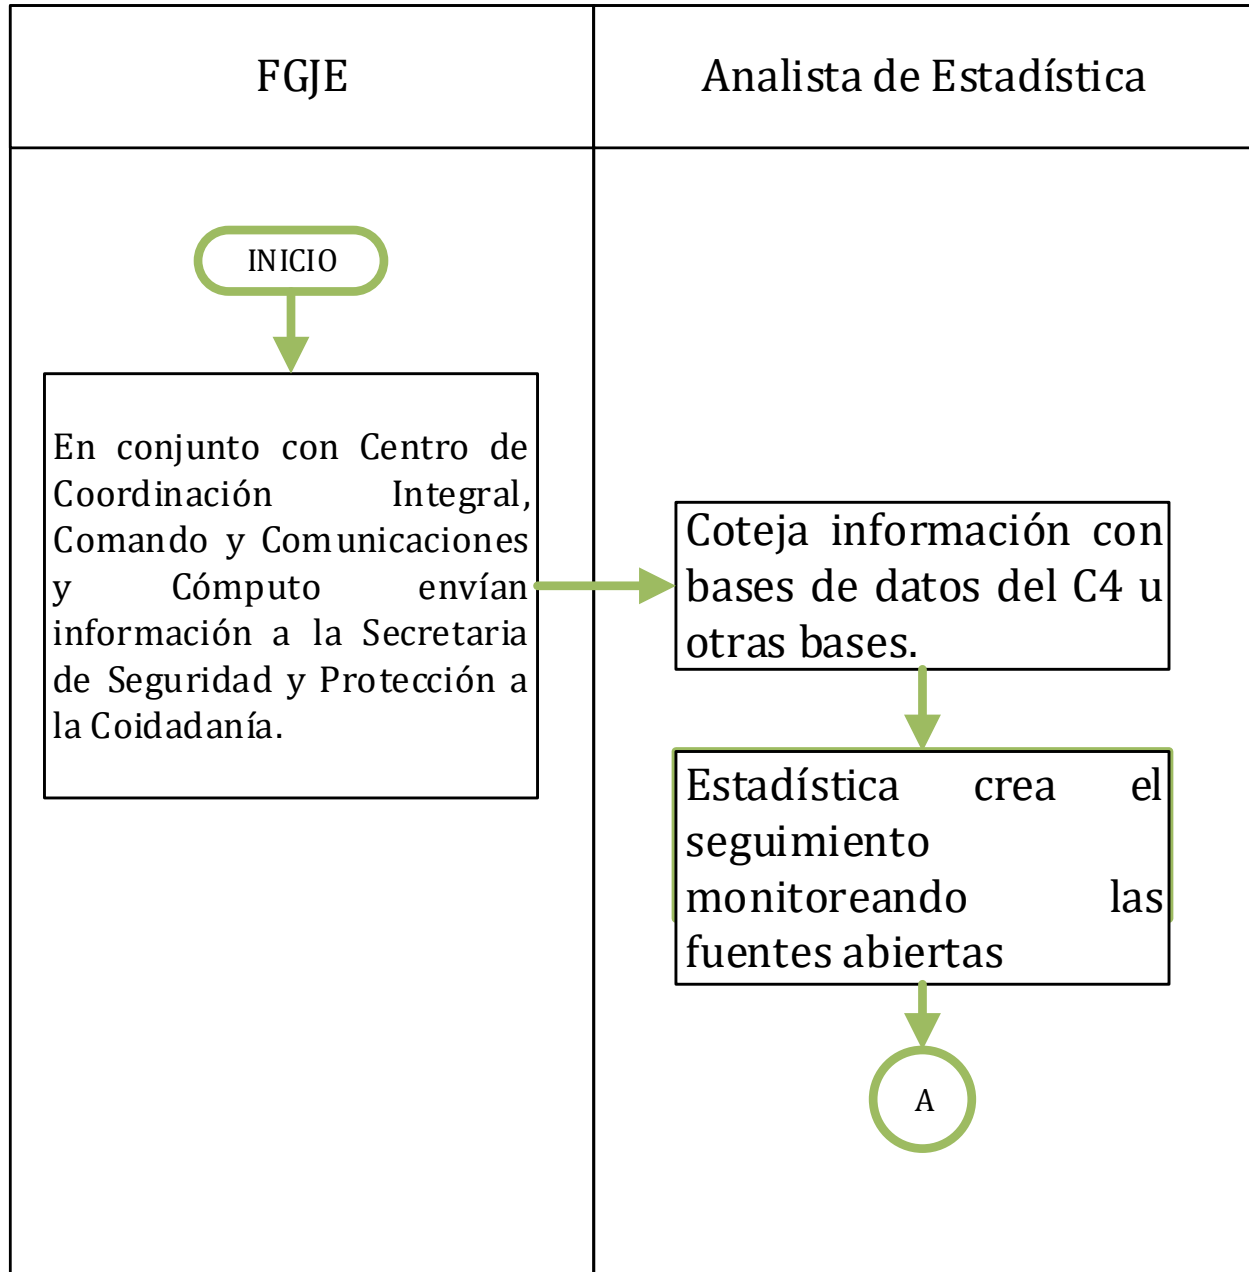 FGJE
Analista de Estadística
INICIO
En conjunto con Centro de
Coordinación Integral,
Comando y Comunicaciones
y Cómputo envían
información a la Secretaria
de Seguridad y Protección a
la Coidadanía.
Coteja información con
bases de datos del C4 u
otras bases.
Estadística crea el
seguimiento
monitoreando las
fuentes abiertas
A